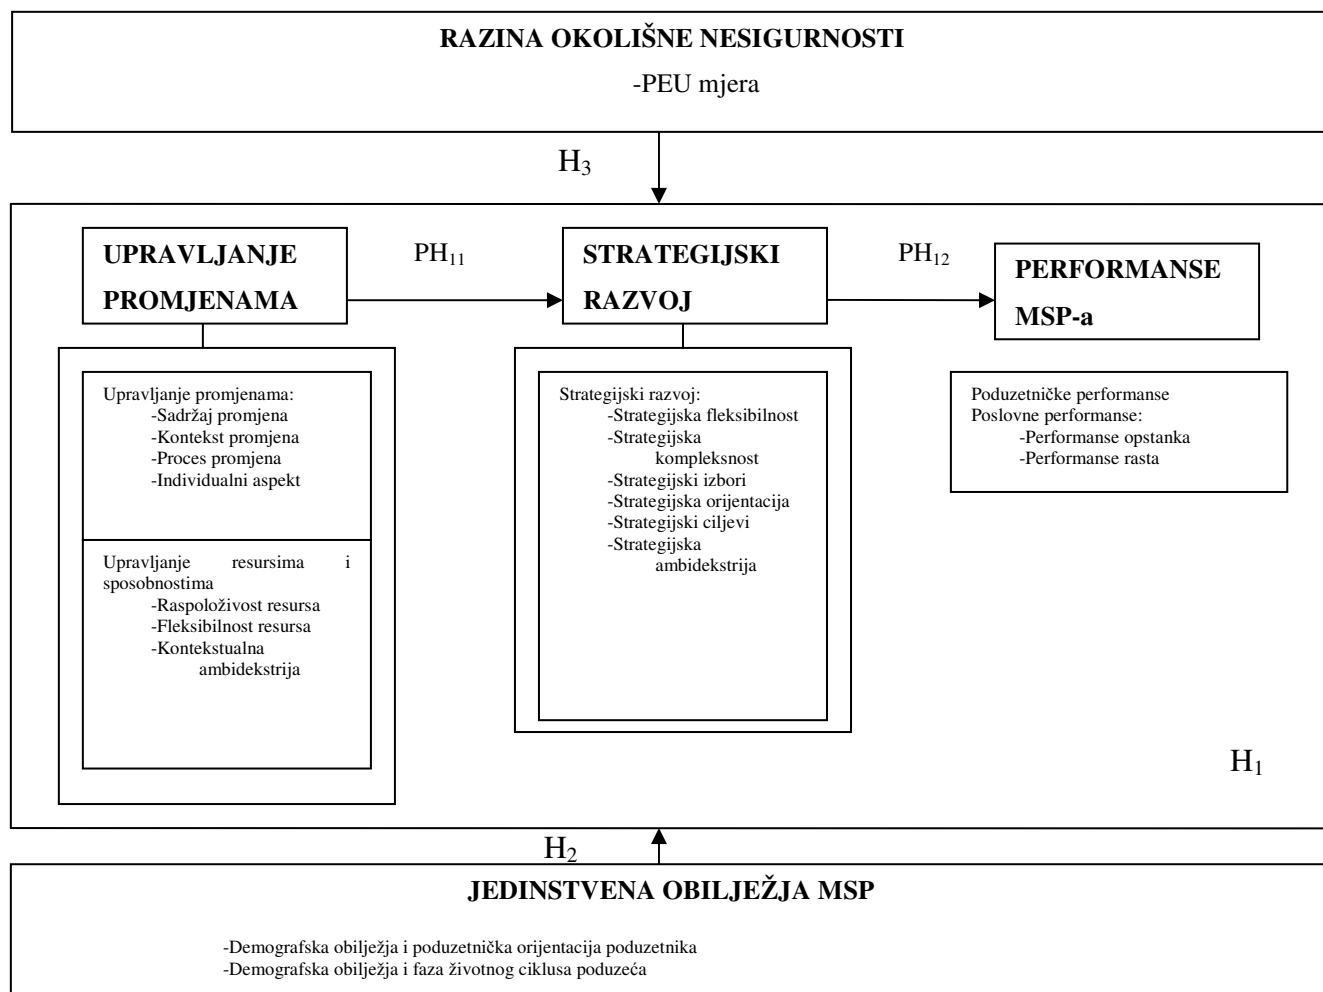 RAZINA OKOLIŠNE NESIGURNOSTI
-PEU mjera
H3
UPRAVLJANJE
PROMJENAMA
PH11
STRATEGIJSKI
RAZVOJ
PH12
PERFORMANSE
MSP-a
Upravljanje promjenama:
-Sadržaj promjena
-Kontekst promjena
-Proces promjena
-Individualni aspekt
Upravljanje resursima i
sposobnostima
-Raspoloživost resursa
-Fleksibilnost resursa
-Kontekstualna
ambidekstrija
Strategijski razvoj:
-Strategijska fleksibilnost
-Strategijska
kompleksnost
-Strategijski izbori
-Strategijska orijentacija
-Strategijski ciljevi
-Strategijska
ambidekstrija
Poduzetničke performanse
Poslovne performanse:
-Performanse opstanka
-Performanse rasta
H1
H2
JEDINSTVENA OBILJEŽJA MSP
-Demografska obilježja i poduzetnička orijentacija poduzetnika
-Demografska obilježja i faza životnog ciklusa poduzeća